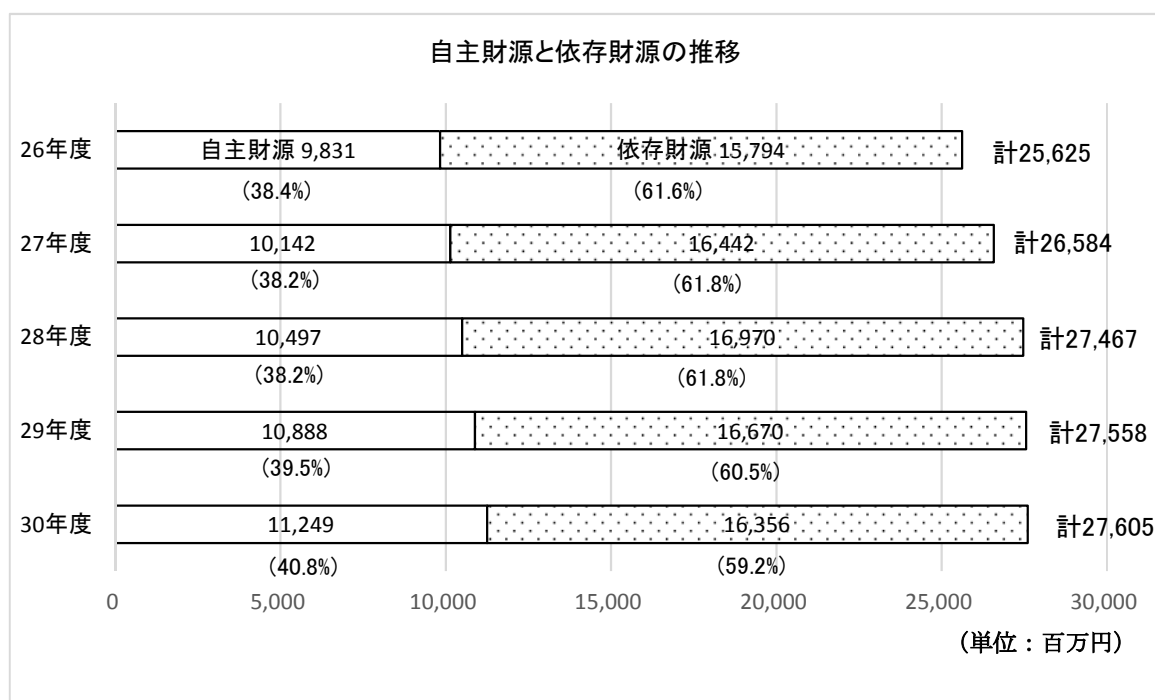 自主財源と依存財源の推移
26年度 自主財源 9,831 依存財源 15,794 計25,625
(38.4%) (61.6%)
27年度 10,142 16,442 計26,584
(38.2%) (61.8%)
28年度 10,497 16,970 計27,467
(38.2%) (61.8%)
29年度 10,888 16,670 計27,558
(39.5%) (60.5%)
30年度 11,249 16,356 計27,605
(40.8%) (59.2%)
0 5,000 10,000 15,000 20,000 25,000 30,000
(単位：百万円)